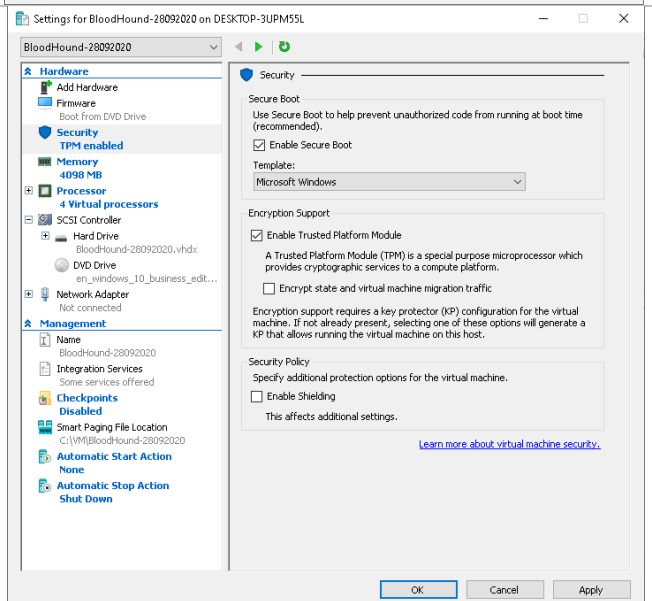 Settings for BloodHound-28092020 on DESKTOP-3UPM55L
BloodHound-28092020
Hardware
Add Hardware
Firmware
Boot from DVD Drive
Security
TPM enabled
Memory
4098 MB
Processor
4 Virtual processors
SCSI Controller
Hard Drive
BloodHound-28092020.vhdx
DVD Drive
en_windows_10_business_edit...
Network Adapter
Not connected
Management
Name
BloodHound-28092020
Integration Services
Some services offered
Checkpoints
Disabled
Smart Paging File Location
C:\VM\BloodHound-28092020
Automatic Start Action
None
Automatic Stop Action
Shut Down
Security
Secure Boot
Use Secure Boot to help prevent unauthorized code from running at boot time
(recommended).
Enable Secure Boot
Template:
Microsoft Windows
Encryption Support
Enable Trusted Platform Module
A Trusted Platform Module (TPM) is a special purpose microprocessor which
provides cryptographic services to a compute platform.
Encrypt state and virtual machine migration traffic
Encryption support requires a key protector (KP) configuration for the virtual
machine. If not already present, selecting one of these options will generate a
KP that allows running the virtual machine on this host.
Security Policy
Specify additional protection options for the virtual machine.
Enable Shielding
This affects additional settings.
Learn more about virtual machine security.
OK
Cancel
Apply